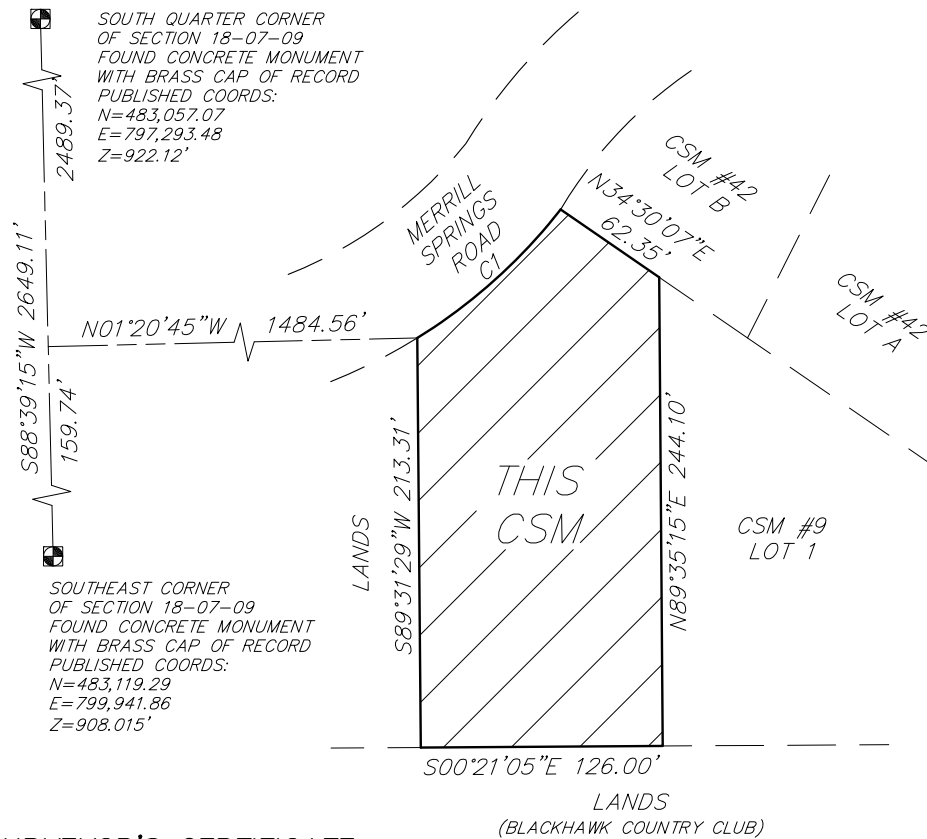 SOUTH QUARTER CORNER
OF SECTION 18-07-09
FOUND CONCRETE MONUMENT
WITH BRASS CAP OF RECORD
PUBLISHED COORDS:
N=483,057.07
E=797,293.48
Z=922.12'
2489.37'
S88°39'15"W 2649.11'
159.74'
N01°20'45"W 1484.56'
MERRILL
SPRINGS
ROAD
C1
N34°30'07"E
62.35'
CSM #42
LOT B
CSM #42
LOT A
LANDS
S89°31'29"W 213.31'
THIS
CSM
N89°35'15"E 244.10'
CSM #9
LOT 1
SOUTHEAST CORNER
OF SECTION 18-07-09
FOUND CONCRETE MONUMENT
WITH BRASS CAP OF RECORD
PUBLISHED COORDS:
N=483,119.29
E=799,941.86
Z=908.015'
S00°21'05"E 126.00'
LANDS
(BLACKHAWK COUNTRY CLUB)